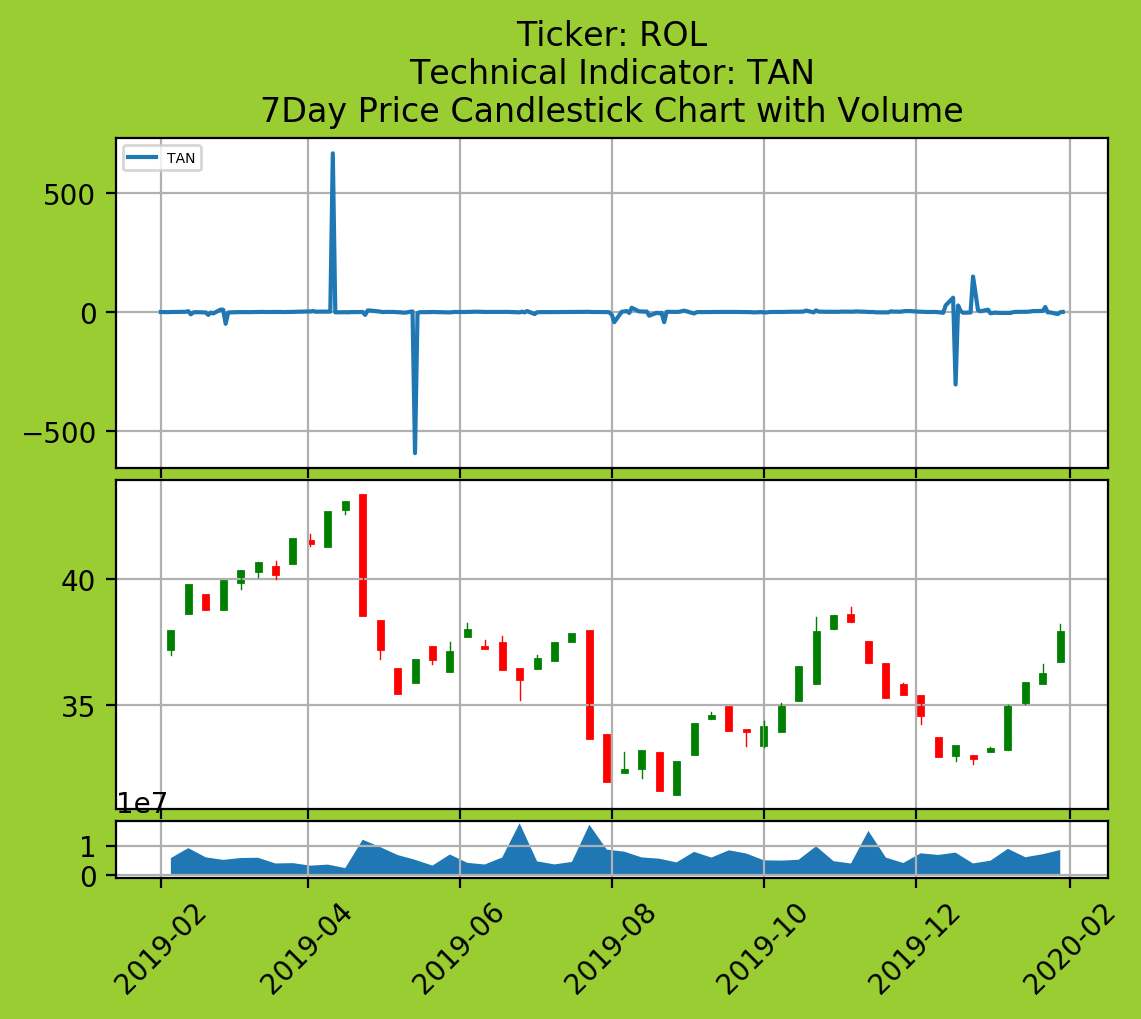 Ticker: ROL
Technical Indicator: TAN
7Day Price Candlestick Chart with Volume
TAN
500
0
−500
40
35
1e7
1
0
2019-02
2019-04
2019-06
2019-08
2019-10
2019-12
2020-02